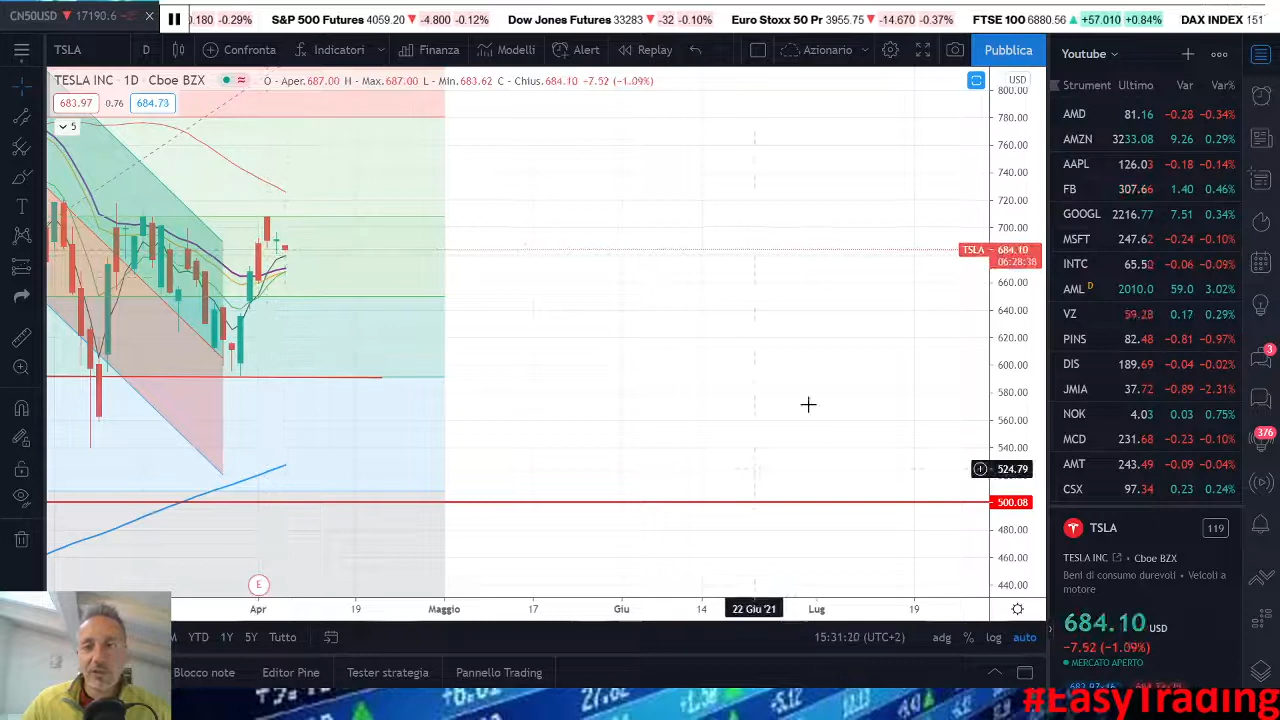 CN50USD ▼ 17190.6
.180 -0.29% S&P 500 Futures 4059.20 ▼ -4.800 -0.12% Dow Jones Futures 33283 ▼ -32 -0.10% Euro Stoxx 50 Pr 3955.75 ▼ -14.670 -0.37% FTSE 100 6880.56 ▲ +57.010 +0.84% DAX INDEX 151
TSLA D Confronta Indicatori Finanza Modelli Alert Replay Azionario Pubblica
TESLA INC · 1D · Cboe BZX O - Aper.687.00 H - Max.687.00 L - Min.683.62 C - Chius.684.10 -7.52 (-1.09%)
683.97 0.76 684.73
5
USD
800.00
780.00
760.00
740.00
720.00
700.00
TSLA 684.10
06:28:38
660.00
640.00
620.00
600.00
580.00
560.00
540.00
524.79
500.08
480.00
460.00
440.00
E
Apr 19 Maggio 17 Giu 14 22 Giu '21 Lug 19
M YTD 1Y 5Y Tutto 15:31:20 (UTC+2) adg % log auto
Blocco note Editor Pine Tester strategia Pannello Trading
Youtube
Strument Ultimo Var Var%
AMD 81.16 -0.28 -0.34%
AMZN 3233.08 9.26 0.29%
AAPL 126.03 -0.18 -0.14%
FB 307.66 1.40 0.46%
GOOGL 2216.77 7.51 0.34%
MSFT 247.62 -0.24 -0.10%
INTC 65.50 -0.06 -0.09%
AML D 2010.0 59.0 3.02%
VZ 59.28 0.17 0.29%
PINS 82.48 -0.81 -0.97%
DIS 189.69 -0.04 -0.02%
JMIA 37.72 -0.89 -2.31%
NOK 4.03 0.03 0.75%
MCD 231.68 -0.23 -0.10%
AMT 243.49 -0.09 -0.04%
CSX 97.34 0.23 0.24%
3
376
TSLA 119
TESLA INC · Cboe BZX
Beni di consumo durevoli · Veicoli a
motore
684.10 USD
-7.52 (-1.09%)
MERCATO APERTO
#EasyTrading